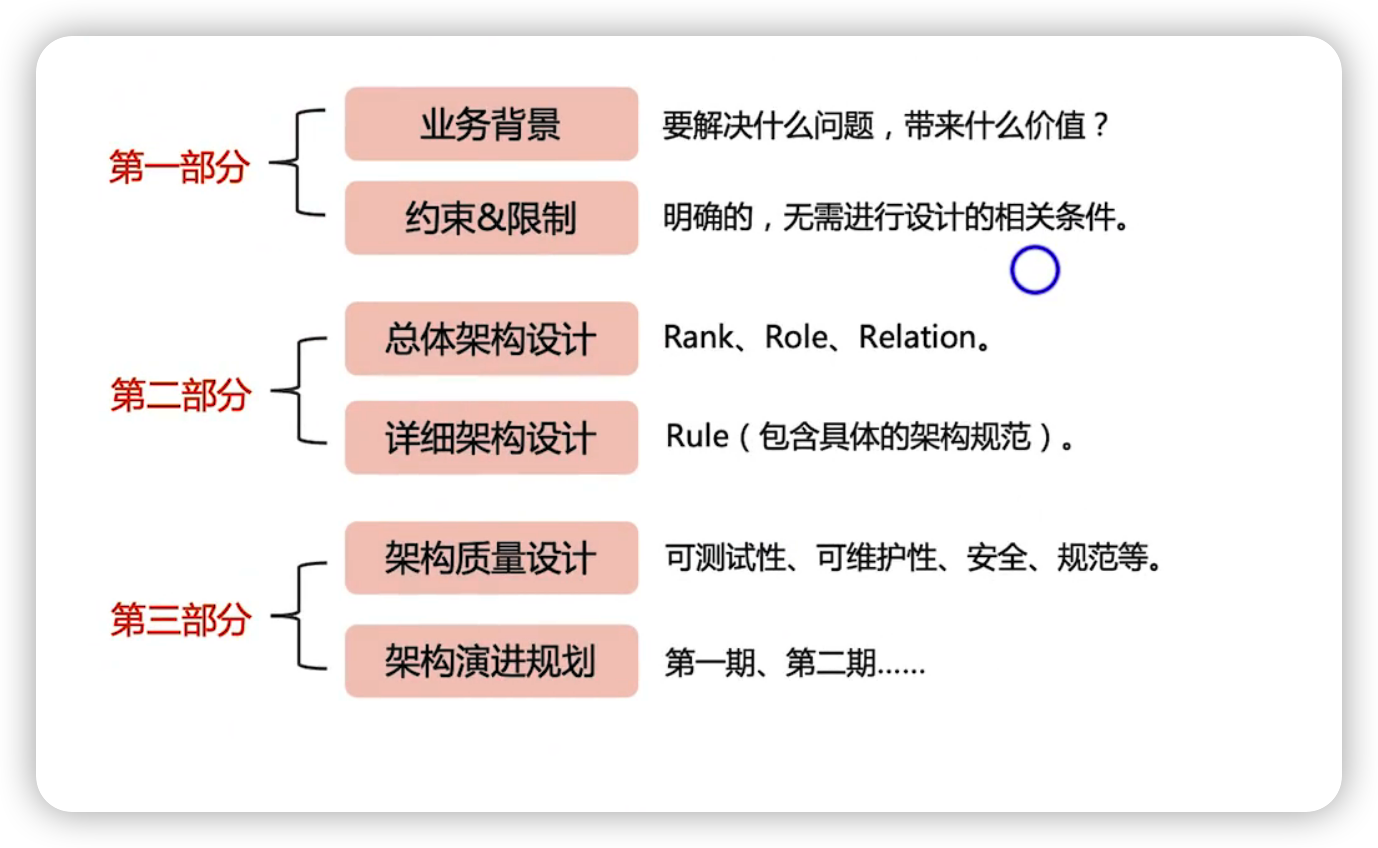 第一部分
业务背景 要解决什么问题，带来什么价值？
约束&限制 明确的，无需进行设计的相关条件。
第二部分
总体架构设计 Rank、Role、Relation。
详细架构设计 Rule（包含具体的架构规范）。
第三部分
架构质量设计 可测试性、可维护性、安全、规范等。
架构演进规划 第一期、第二期……